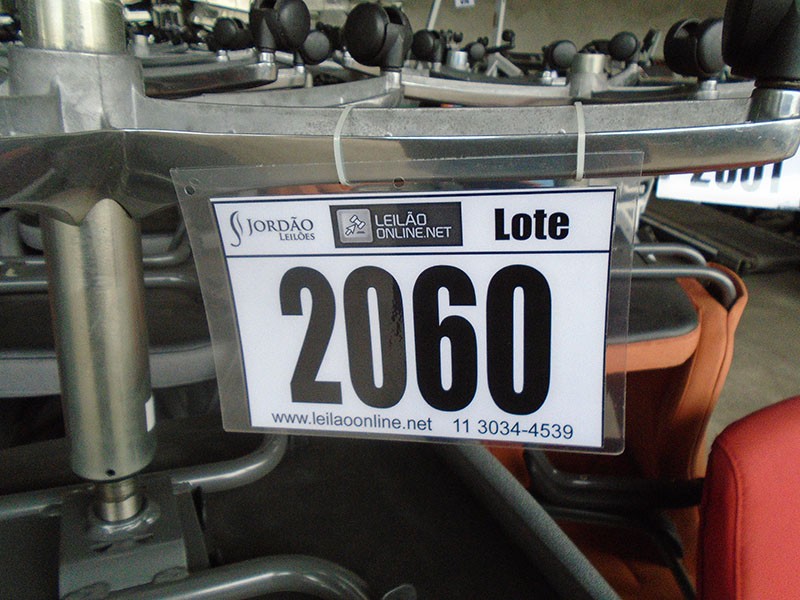 JORDÃO
LEILÕES
LEILÃO
ONLINE.NET
Lote
2060
www.leilaoonline.net 11 3034-4539